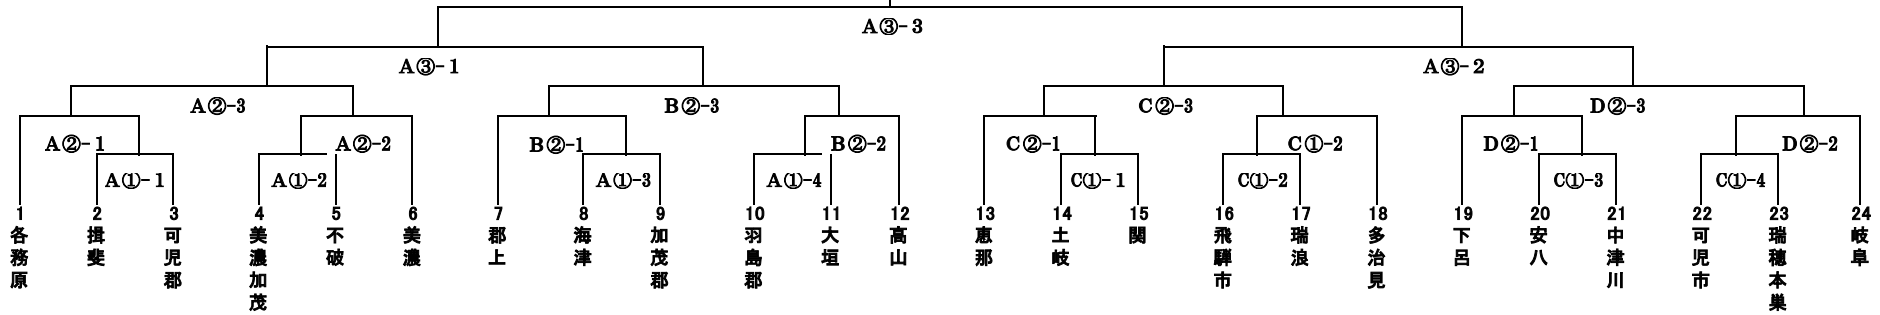 A③-3
A③-1 A③-2
A②-3 B②-3 C②-3 D②-3
A②-1 A②-2 B②-1 B②-2 C②-1 C①-2 D②-1 D②-2
A①-1 A①-2 A①-3 A①-4 C①-1 C①-2 C①-3 C①-4
1 2 3 4 5 6 7 8 9 10 11 12 13 14 15 16 17 18 19 20 21 22 23 24
各務原
揖斐
可児郡
美濃加茂
不破
美濃
郡上
海津
加茂郡
羽島郡
大垣
高山
恵那
土岐
関
飛騨市
瑞浪
多治見
下呂
安八
中津川
可児市
瑞穂本巣
岐阜